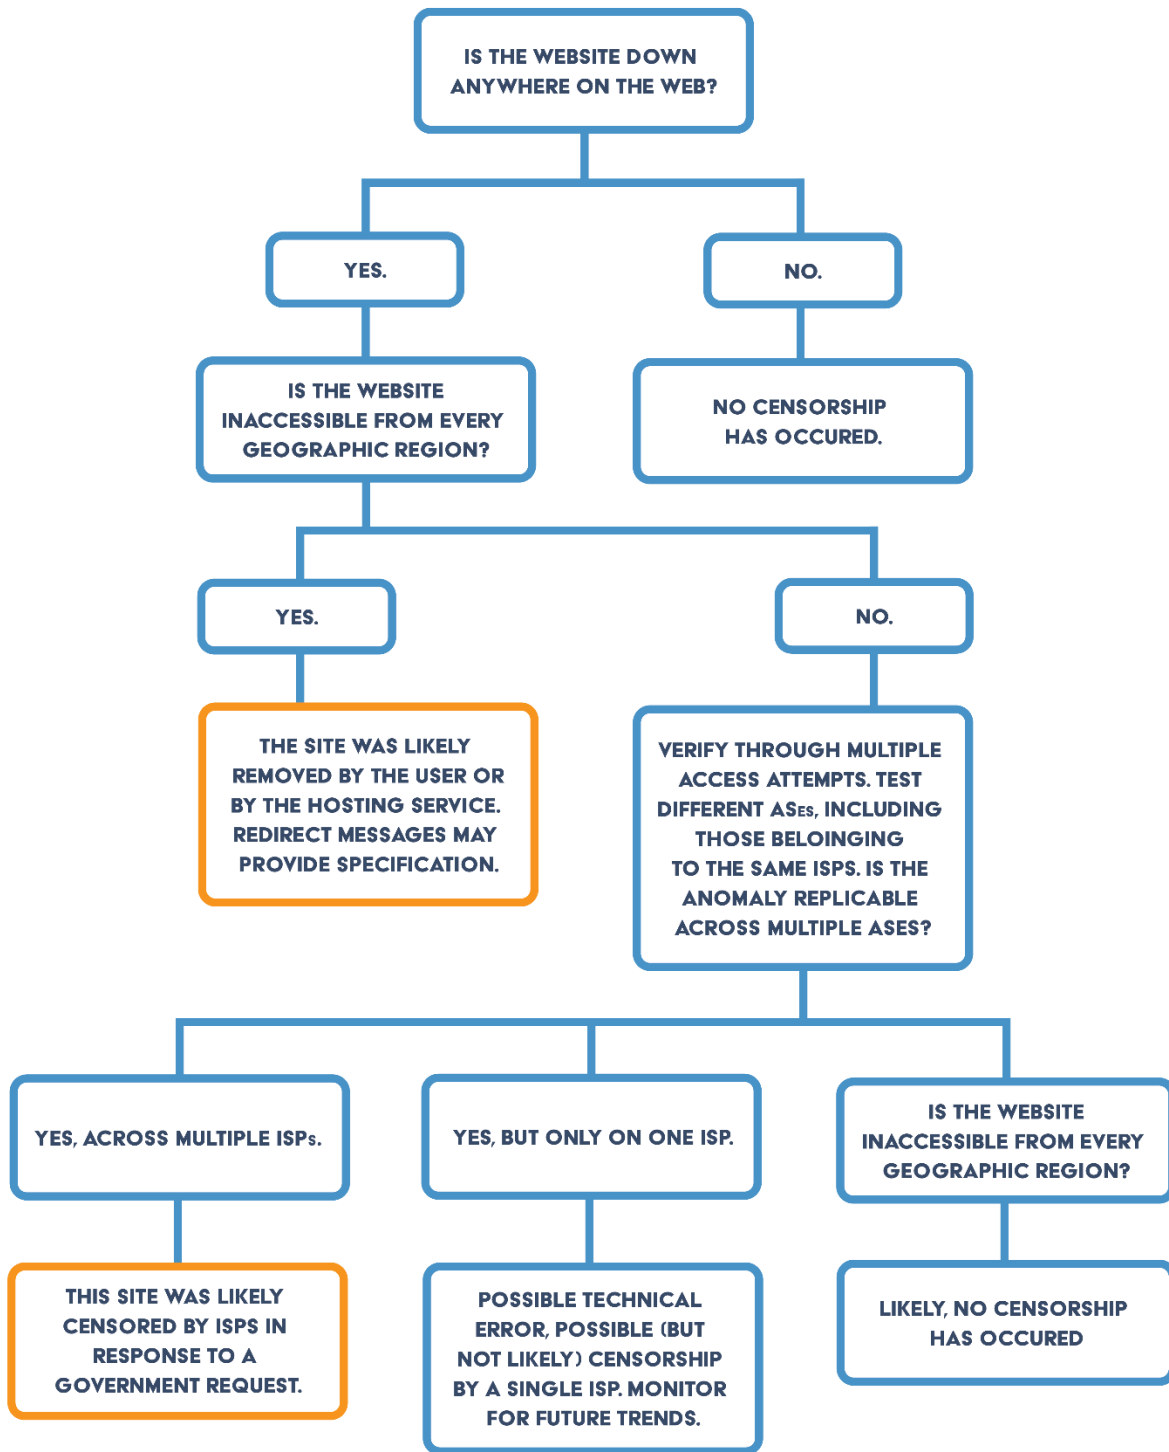 IS THE WEBSITE DOWN
ANYWHERE ON THE WEB?
YES.
NO.
IS THE WEBSITE
INACCESSIBLE FROM EVERY
GEOGRAPHIC REGION?
NO CENSORSHIP
HAS OCCURED.
YES.
NO.
THE SITE WAS LIKELY
REMOVED BY THE USER OR
BY THE HOSTING SERVICE.
REDIRECT MESSAGES MAY
PROVIDE SPECIFICATION.
VERIFY THROUGH MULTIPLE
ACCESS ATTEMPTS. TEST
DIFFERENT ASES, INCLUDING
THOSE BELOINGING
TO THE SAME ISPS. IS THE
ANOMALY REPLICABLE
ACROSS MULTIPLE ASES?
YES, ACROSS MULTIPLE ISPs.
YES, BUT ONLY ON ONE ISP.
IS THE WEBSITE
INACCESSIBLE FROM EVERY
GEOGRAPHIC REGION?
THIS SITE WAS LIKELY
CENSORED BY ISPS IN
RESPONSE TO A
GOVERNMENT REQUEST.
POSSIBLE TECHNICAL
ERROR, POSSIBLE (BUT
NOT LIKELY) CENSORSHIP
BY A SINGLE ISP. MONITOR
FOR FUTURE TRENDS.
LIKELY, NO CENSORSHIP
HAS OCCURED